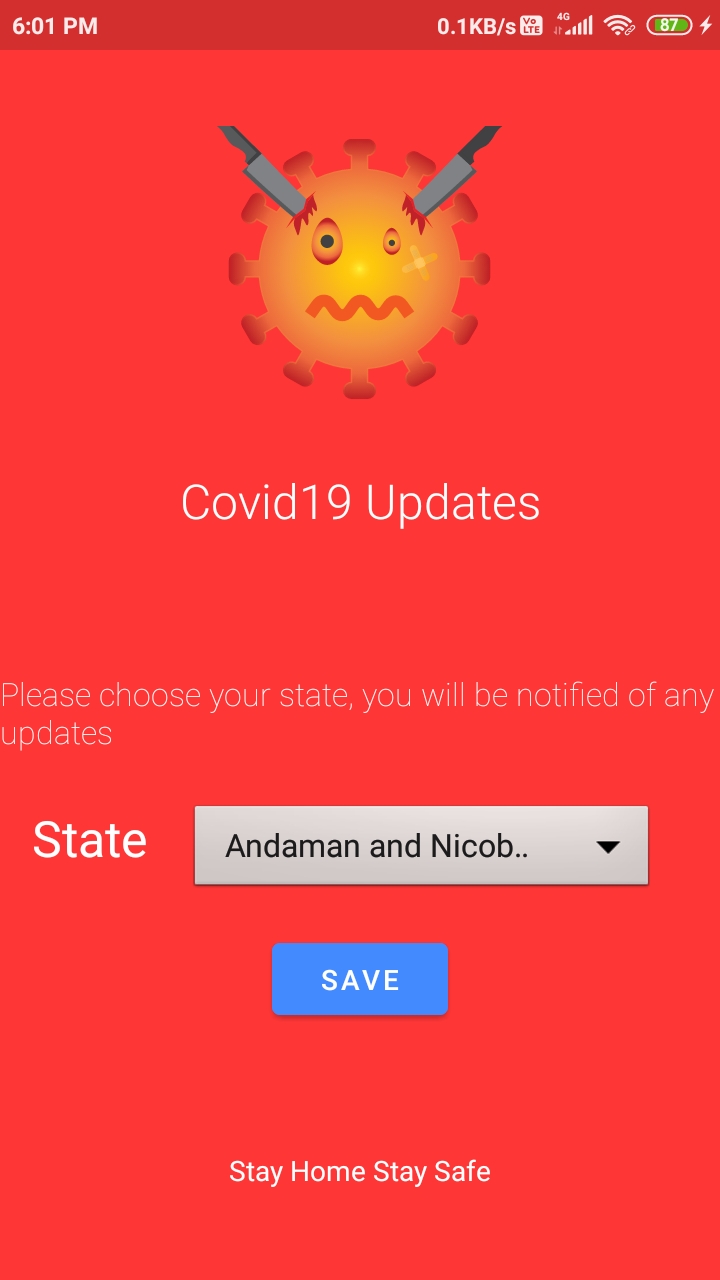 6:01 PM 0.1KB/s Vo LTE 4G 87
Covid19 Updates
Please choose your state, you will be notified of any
updates
State Andaman and Nicob..
SAVE
Stay Home Stay Safe